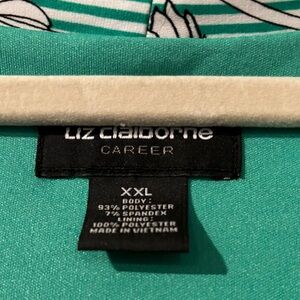 Liz Claiborne
CAREER
XXL
BODY:
93% POLYESTER
7% SPANDEX
LINING:
100% POLYESTER
MADE IN VIETNAM